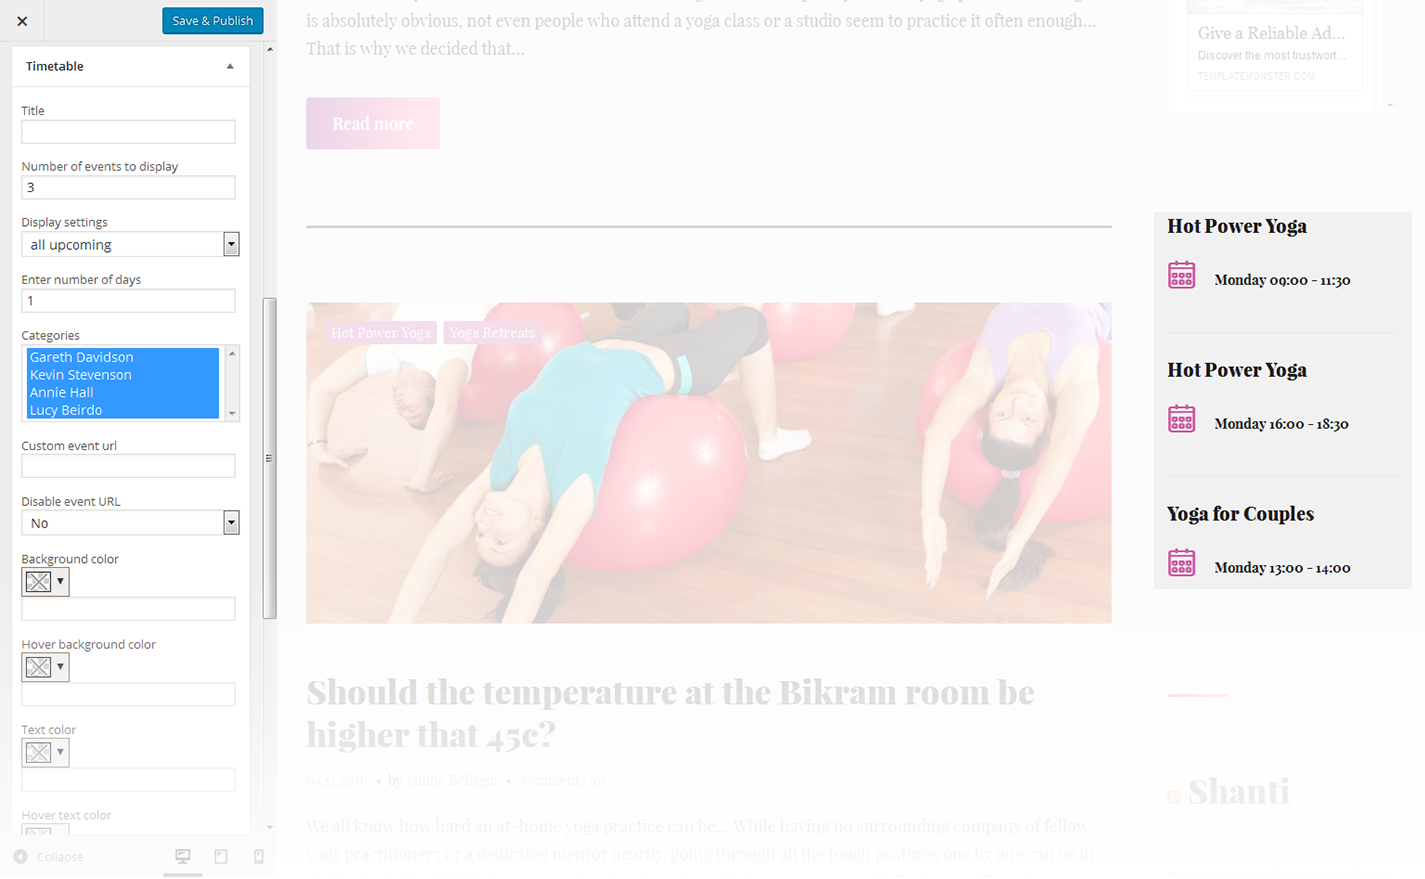 Save & Publish
Timetable
Title
Number of events to display
3
Display settings
all upcoming
Enter number of days
1
Categories
Gareth Davidson
Kevin Stevenson
Annie Hall
Lucy Beirdo
Custom event url
Disable event URL
No
Background color
Hover background color
Text color
Hover text color
Collapse
is absolutely obvious, not even people who attend a yoga class or a studio seem to practice it often enough...
That is why we decided that...
Read more
Hot Power Yoga
Yoga Retreats
Should the temperature at the Bikram room be
higher that 45c?
04.11.2016 • by Janine Bellagio • comments
We all know how hard an at-home yoga practice can be... While having no surrounding company of fellow
yoga practitioners or a dedicated mentor nearby, going through all the tough postures one by one can be in-
Give a Reliable Ad...
Discover the most trustwort...
TEMPLATEMONSTER.COM
Hot Power Yoga
Monday 09:00 - 11:30
Hot Power Yoga
Monday 16:00 - 18:30
Yoga for Couples
Monday 13:00 - 14:00
Shanti